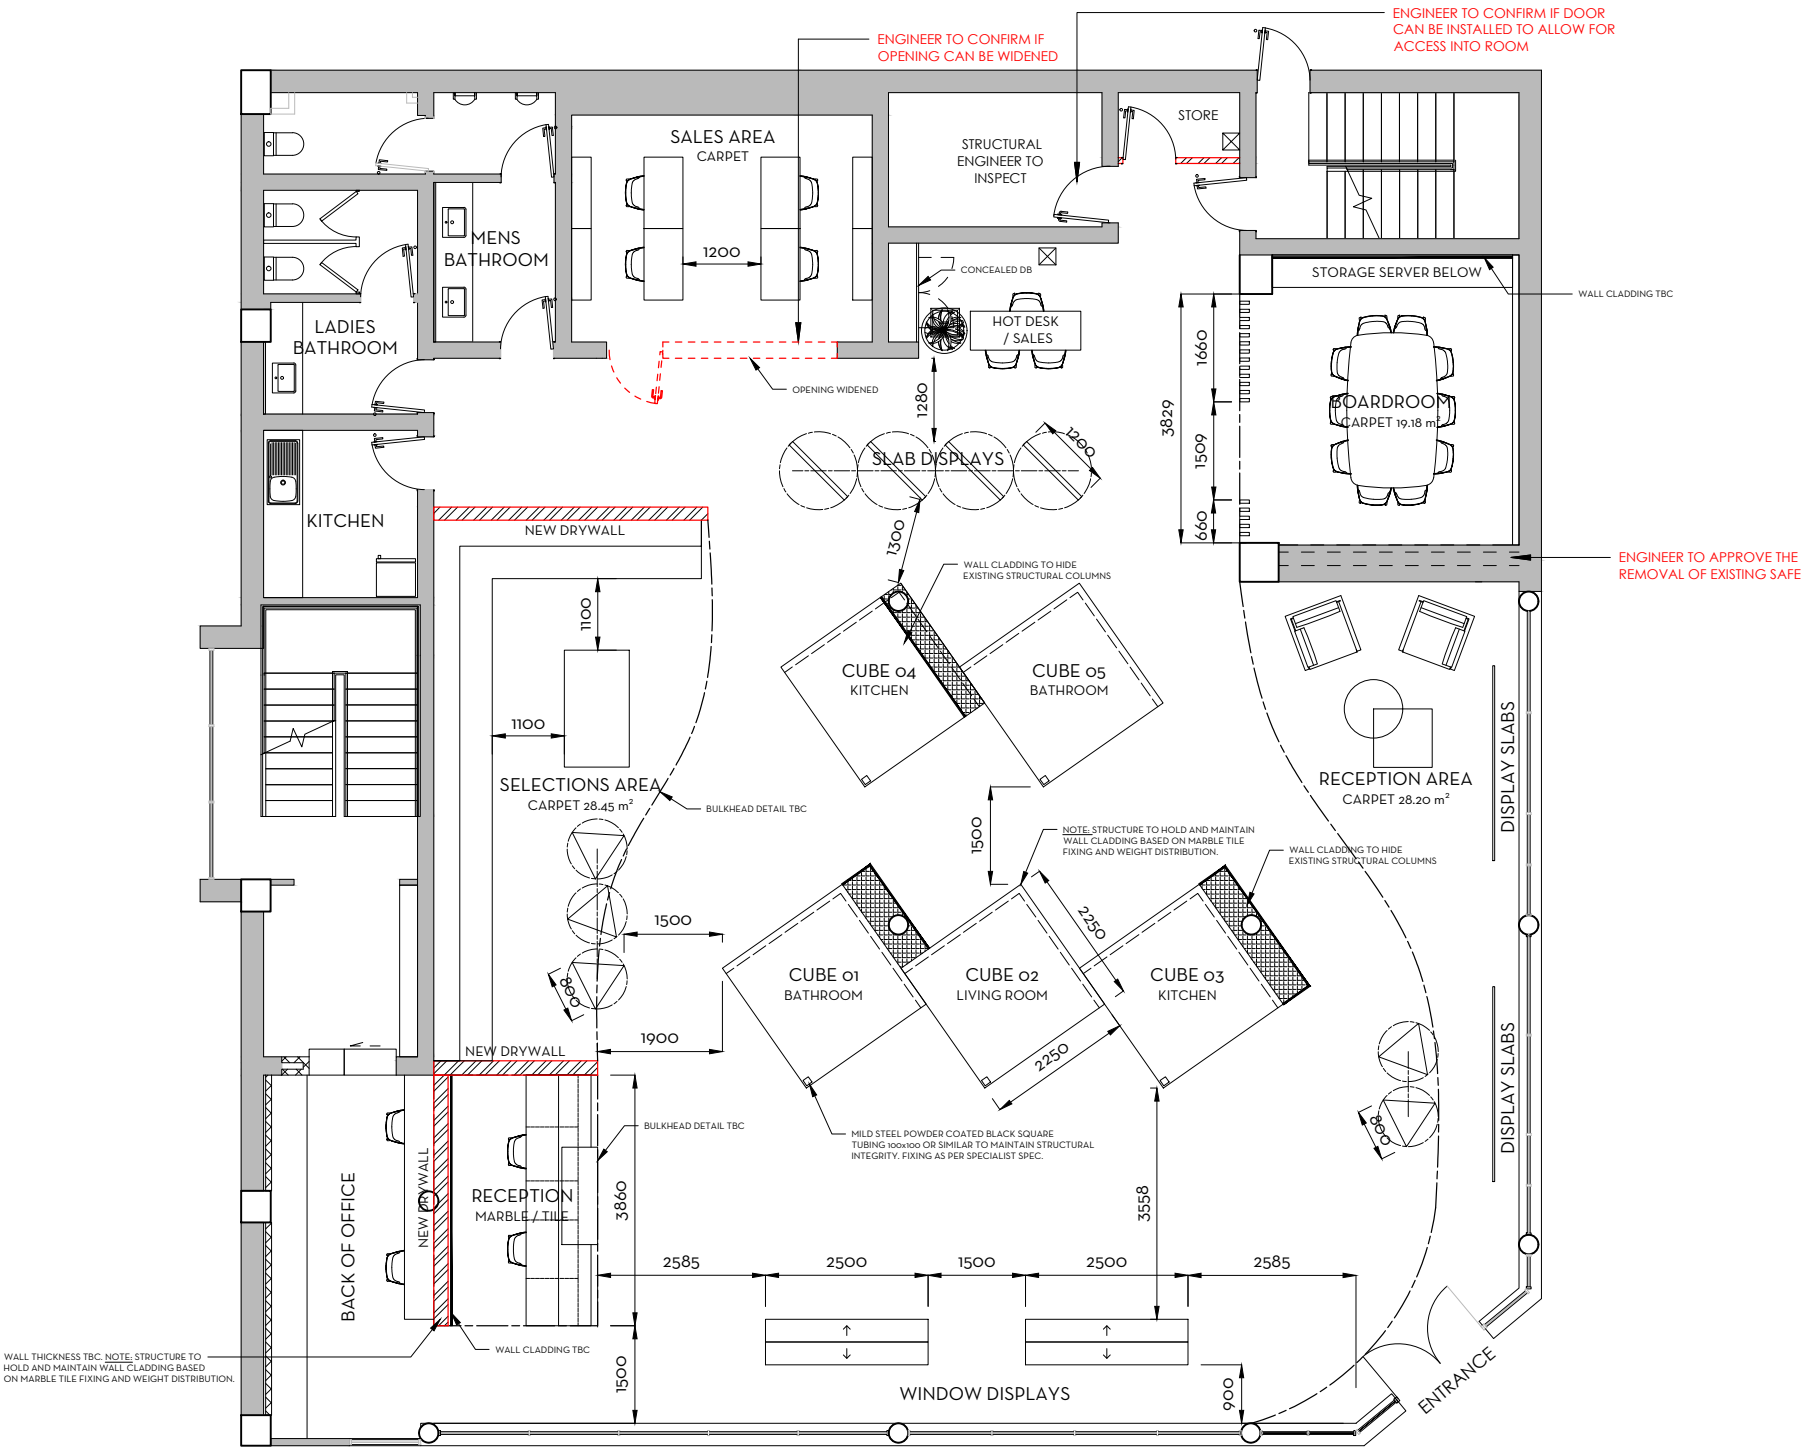 ENGINEER TO CONFIRM IF
OPENING CAN BE WIDENED
ENGINEER TO CONFIRM IF DOOR
CAN BE INSTALLED TO ALLOW FOR
ACCESS INTO ROOM
SALES AREA
CARPET
1200
STRUCTURAL
ENGINEER TO
INSPECT
STORE
MENS
BATHROOM
CONCEALED DB
STORAGE SERVER BELOW
WALL CLADDING TBC
LADIES
BATHROOM
HOT DESK
/ SALES
OPENING WIDENED
1280
1660
3829
1509
660
BOARDROOM
CARPET 19.18 m²
SLAB DISPLAYS
1200
1300
KITCHEN
NEW DRYWALL
ENGINEER TO APPROVE THE
REMOVAL OF EXISTING SAFE
WALL CLADDING TO HIDE
EXISTING STRUCTURAL COLUMNS
1100
1100
CUBE 04
KITCHEN
CUBE 05
BATHROOM
SELECTIONS AREA
CARPET 28.45 m²
BULKHEAD DETAIL TBC
RECEPTION AREA
CARPET 28.20 m²
DISPLAY SLABS
1500
NOTE: STRUCTURE TO HOLD AND MAINTAIN
WALL CLADDING BASED ON MARBLE TILE
FIXING AND WEIGHT DISTRIBUTION.
WALL CLADDING TO HIDE
EXISTING STRUCTURAL COLUMNS
1500
2250
CUBE 01
BATHROOM
CUBE 02
LIVING ROOM
CUBE 03
KITCHEN
800
1900
2250
NEW DRYWALL
DISPLAY SLABS
800
BULKHEAD DETAIL TBC
MILD STEEL POWDER COATED BLACK SQUARE
TUBING 100x100 OR SIMILAR TO MAINTAIN STRUCTURAL
INTEGRITY. FIXING AS PER SPECIALIST SPEC.
BACK OF OFFICE
NEW DRYWALL
RECEPTION
MARBLE / TILE
3860
3558
2585
2500
1500
2500
2585
WALL THICKNESS TBC. NOTE: STRUCTURE TO
HOLD AND MAINTAIN WALL CLADDING BASED
ON MARBLE TILE FIXING AND WEIGHT DISTRIBUTION.
WALL CLADDING TBC
1500
900
WINDOW DISPLAYS
ENTRANCE